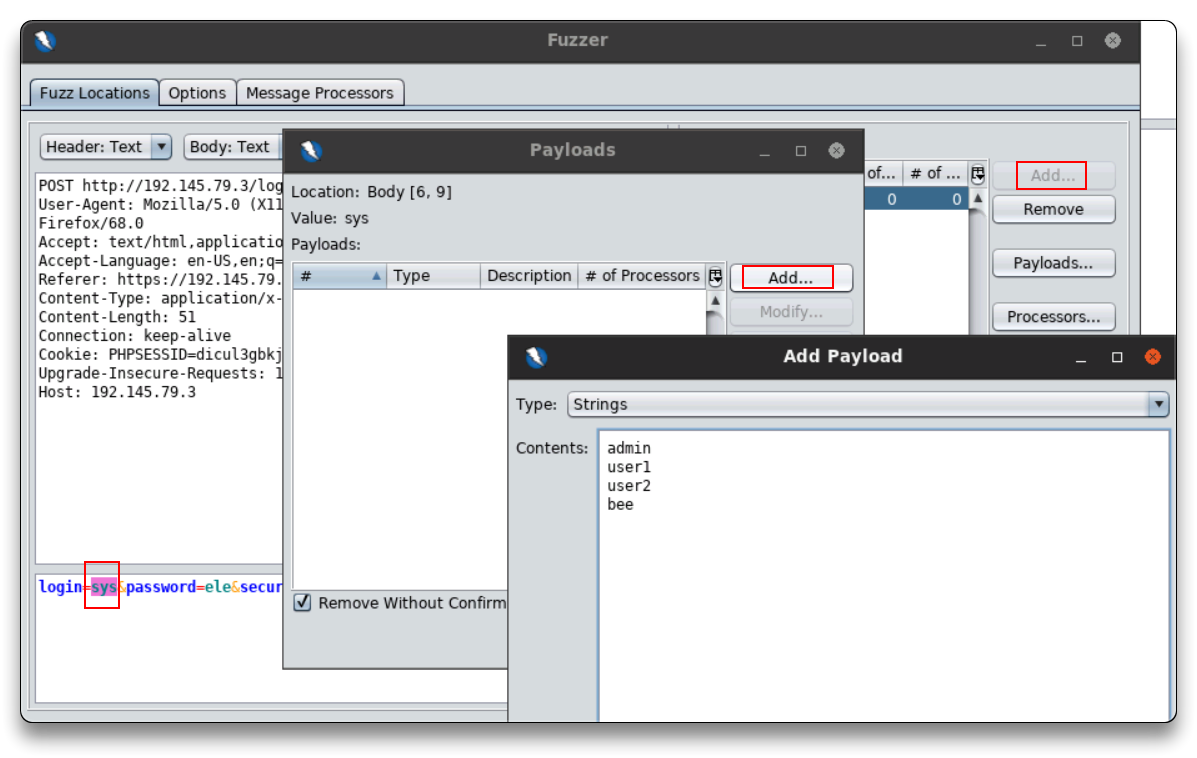 Fuzzer
Fuzz Locations Options Message Processors
Header: Text Body: Text
POST http://192.145.79.3/log
User-Agent: Mozilla/5.0 (X11
Firefox/68.0
Accept: text/html,applicatio
Accept-Language: en-US,en;q=
Referer: https://192.145.79.
Content-Type: application/x-
Content-Length: 51
Connection: keep-alive
Cookie: PHPSESSID=dicul3gbkj
Upgrade-Insecure-Requests: 1
Host: 192.145.79.3
login=sys&password=ele&secur
of... # of ...
0 0
Add...
Remove
Payloads...
Processors...
Payloads
Location: Body [6, 9]
Value: sys
Payloads:
# Type Description # of Processors
Add...
Modify...
Remove Without Confirm
Add Payload
Type: Strings
Contents:
admin
user1
user2
bee